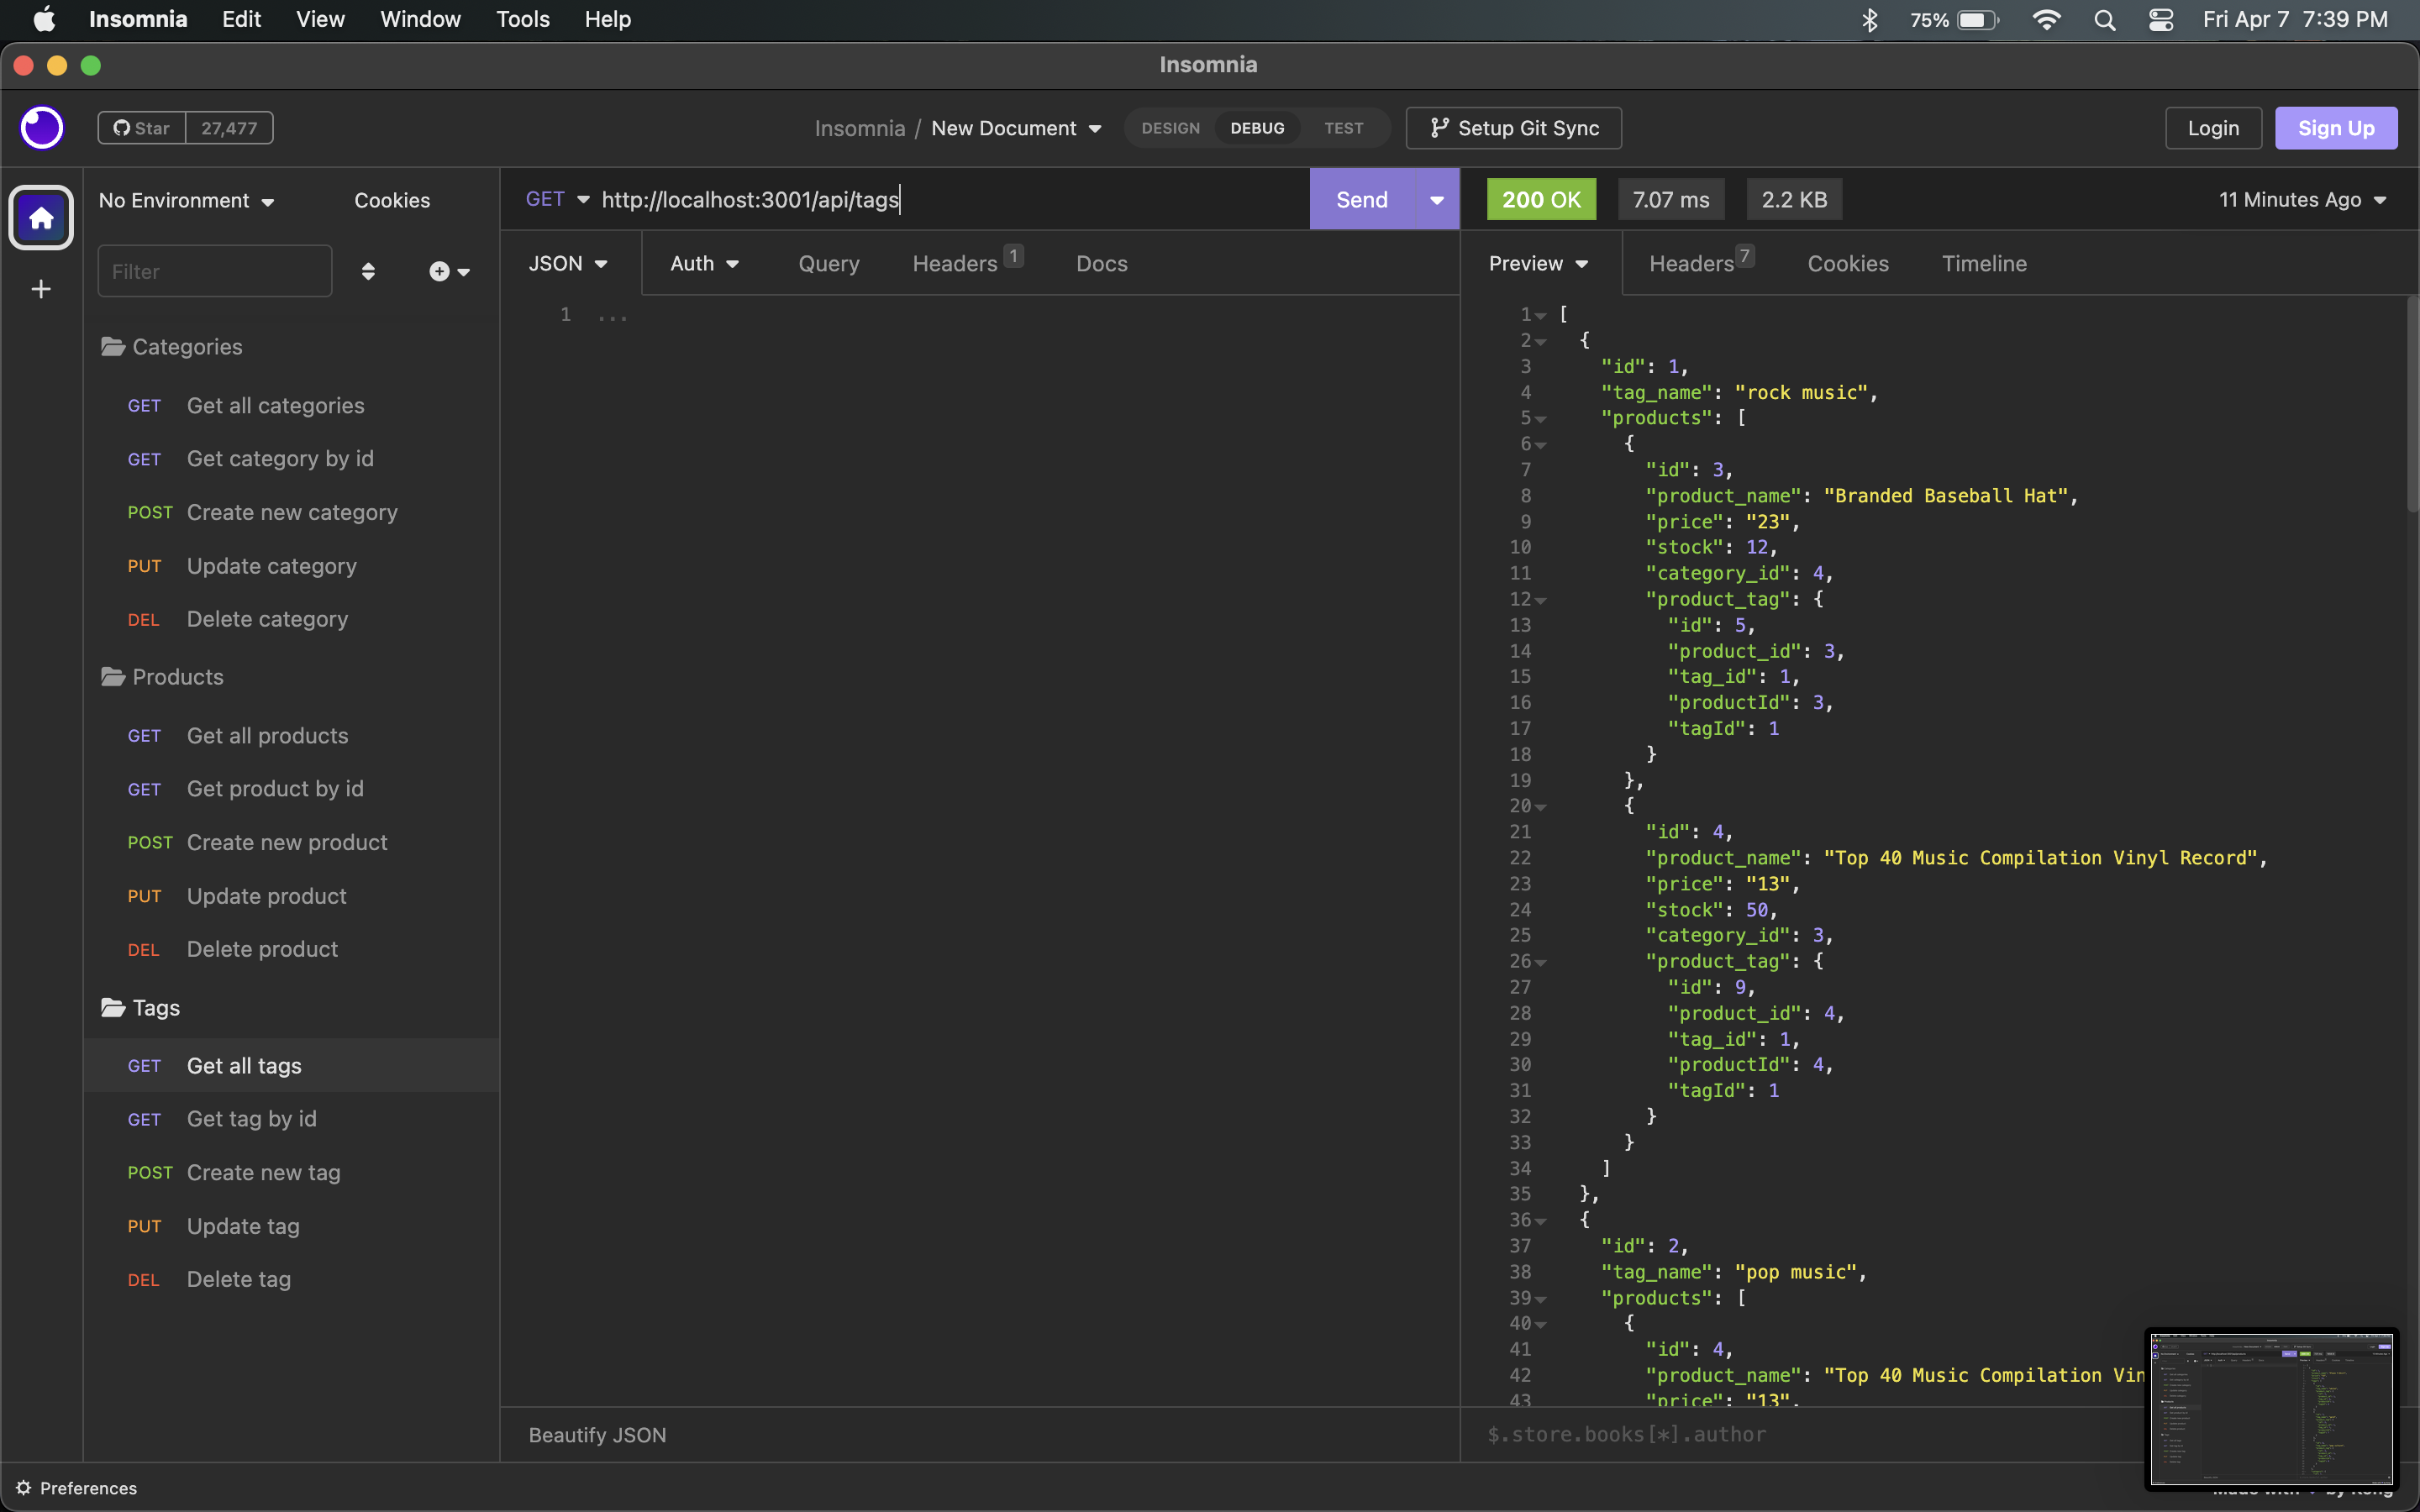 Insomnia Edit View Window Tools Help 75% Fri Apr 7 7:39 PM
Insomnia
Star 27,477 Insomnia / New Document DESIGN DEBUG TEST Setup Git Sync Login Sign Up
No Environment Cookies
Filter
Categories
GET Get all categories
GET Get category by id
POST Create new category
PUT Update category
DEL Delete category
Products
GET Get all products
GET Get product by id
POST Create new product
PUT Update product
DEL Delete product
Tags
GET Get all tags
GET Get tag by id
POST Create new tag
PUT Update tag
DEL Delete tag
GET http://localhost:3001/api/tags Send
JSON Auth Query Headers 1 Docs
1 ...
Beautify JSON
200 OK 7.07 ms 2.2 KB 11 Minutes Ago
Preview Headers 7 Cookies Timeline
1 [
2 {
3 "id": 1,
4 "tag_name": "rock music",
5 "products": [
6 {
7 "id": 3,
8 "product_name": "Branded Baseball Hat",
9 "price": "23",
10 "stock": 12,
11 "category_id": 4,
12 "product_tag": {
13 "id": 5,
14 "product_id": 3,
15 "tag_id": 1,
16 "productId": 3,
17 "tagId": 1
18 }
19 },
20 {
21 "id": 4,
22 "product_name": "Top 40 Music Compilation Vinyl Record",
23 "price": "13",
24 "stock": 50,
25 "category_id": 3,
26 "product_tag": {
27 "id": 9,
28 "product_id": 4,
29 "tag_id": 1,
30 "productId": 4,
31 "tagId": 1
32 }
33 }
34 ]
35 },
36 {
37 "id": 2,
38 "tag_name": "pop music",
39 "products": [
40 {
41 "id": 4,
42 "product_name": "Top 40 Music Compilation Vin
43 "price": "13",
$.store.books[*].author
Preferences